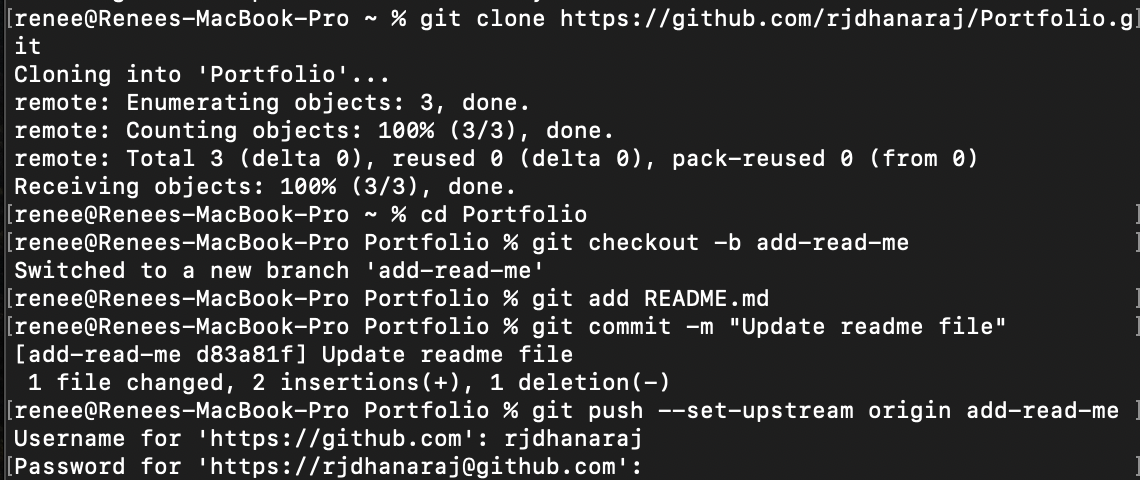 [renee@Renees-MacBook-Pro ~ % git clone https://github.com/rjdhanaraj/Portfolio.g]
it
Cloning into 'Portfolio'...
remote: Enumerating objects: 3, done.
remote: Counting objects: 100% (3/3), done.
remote: Total 3 (delta 0), reused 0 (delta 0), pack-reused 0 (from 0)
Receiving objects: 100% (3/3), done.
[renee@Renees-MacBook-Pro ~ % cd Portfolio ]
[renee@Renees-MacBook-Pro Portfolio % git checkout -b add-read-me ]
Switched to a new branch 'add-read-me'
[renee@Renees-MacBook-Pro Portfolio % git add README.md ]
[renee@Renees-MacBook-Pro Portfolio % git commit -m "Update readme file" ]
[add-read-me d83a81f] Update readme file
 1 file changed, 2 insertions(+), 1 deletion(-)
[renee@Renees-MacBook-Pro Portfolio % git push --set-upstream origin add-read-me ]
Username for 'https://github.com': rjdhanaraj
[Password for 'https://rjdhanaraj@github.com': ]